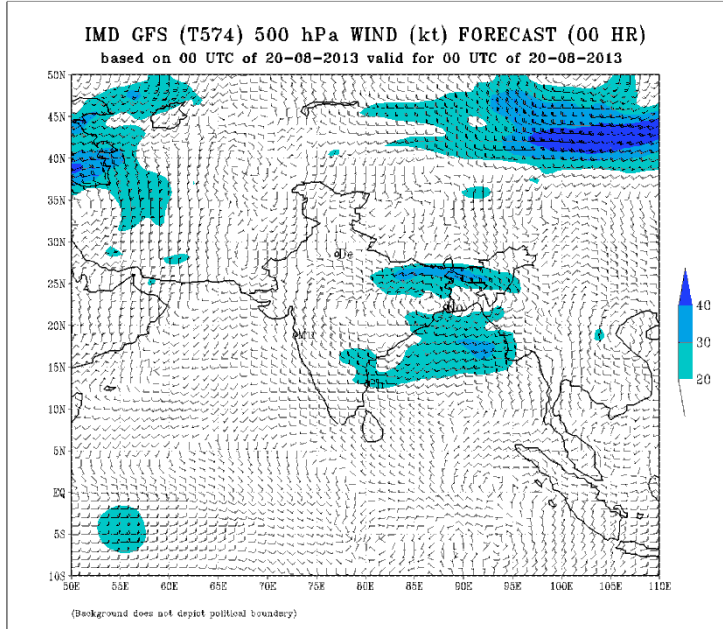 IMD GFS (T574) 500 hPa WIND (kt) FORECAST (00 HR)
based on 00 UTC of 20-08-2013 valid for 00 UTC of 20-08-2013
50N
45N
40N
35N
30N
25N
20N
15N
10N
5N
EQ
5S
10S
50E
55E
60E
65E
70E
75E
80E
85E
90E
95E
100E
105E
110E
40
30
20
(Background does not depict political boundary)